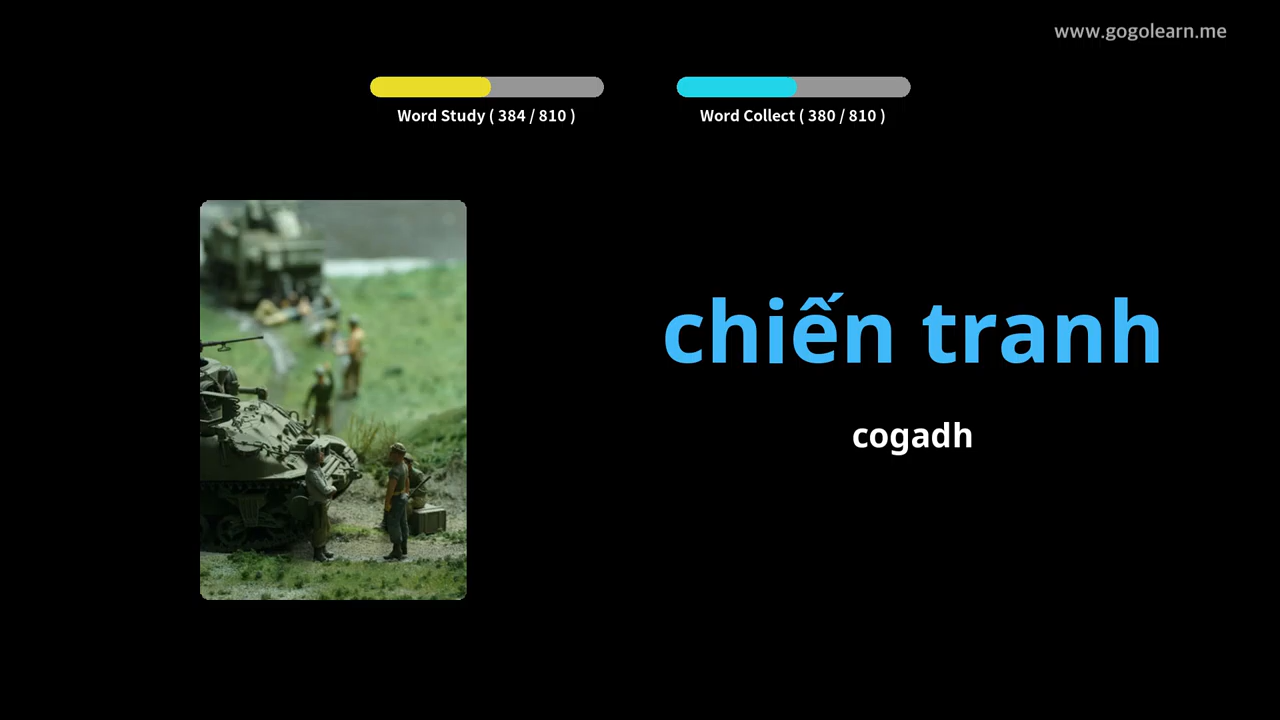 www.gogolearn.me
Word Study ( 384 / 810 )
Word Collect ( 380 / 810 )
chiến tranh
cogadh